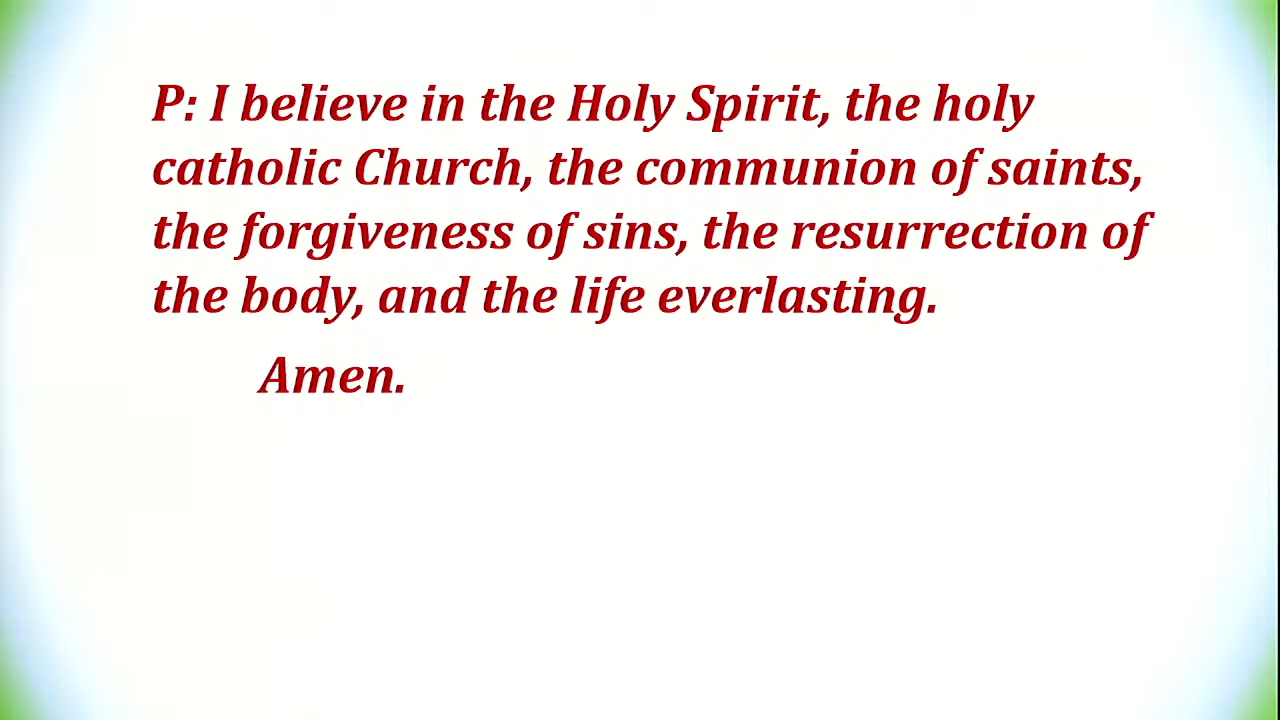 P: I believe in the Holy Spirit, the holy
catholic Church, the communion of saints,
the forgiveness of sins, the resurrection of
the body, and the life everlasting.
Amen.